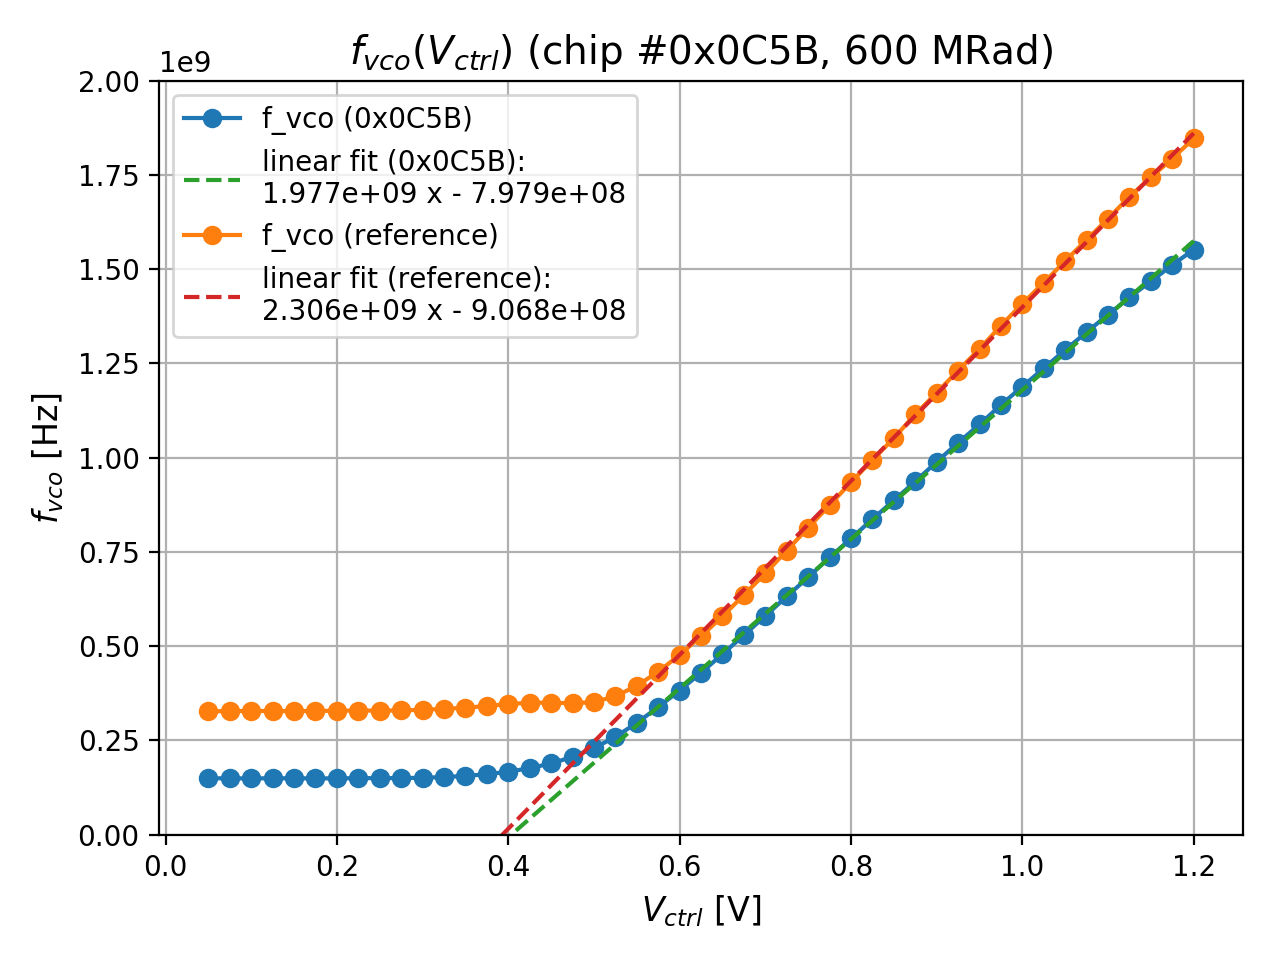 f_vco(V_ctrl) (chip #0x0C5B, 600 MRad)
1e9
2.00
1.75
1.50
1.25
1.00
0.75
0.50
0.25
0.00
f_vco (0x0C5B)
linear fit (0x0C5B):
1.977e+09 x - 7.979e+08
f_vco (reference)
linear fit (reference):
2.306e+09 x - 9.068e+08
f_vco [Hz]
0.0 0.2 0.4 0.6 0.8 1.0 1.2
V_ctrl [V]